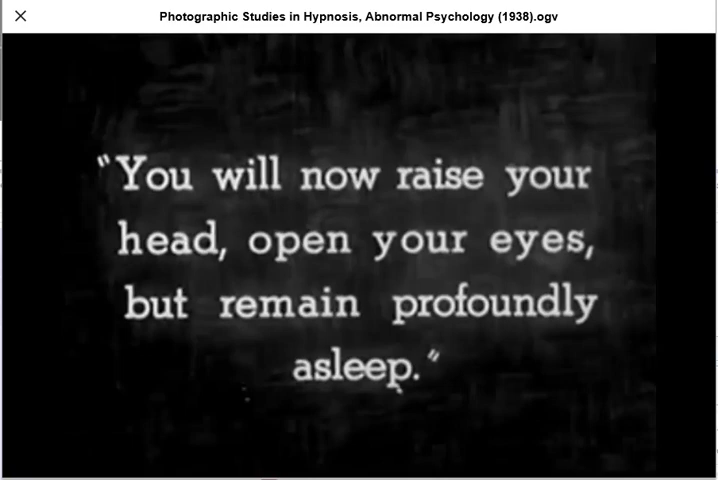 Photographic Studies in Hypnosis, Abnormal Psychology (1938).ogv
"You will now raise your
head, open your eyes,
but remain profoundly
asleep."